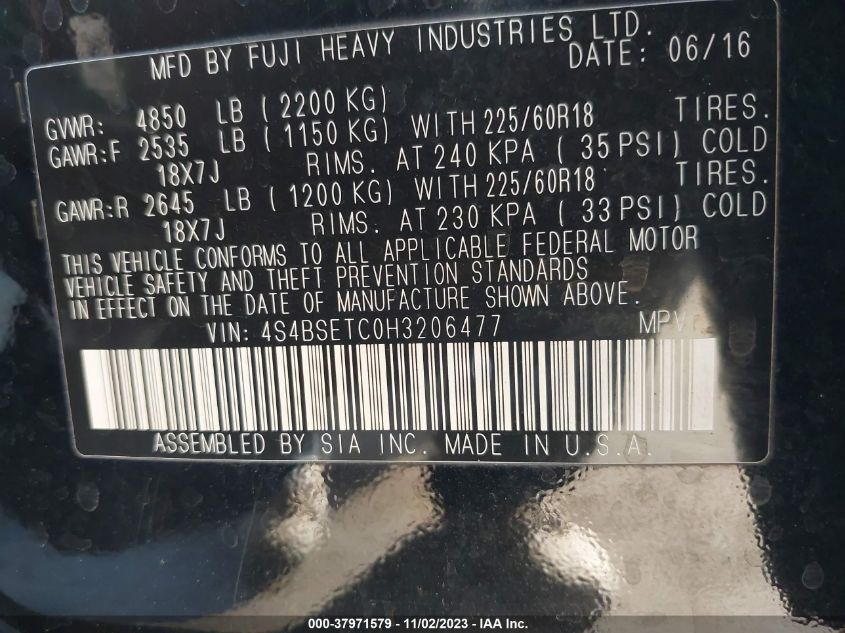 MFD BY FUJI HEAVY INDUSTRIES LTD.
DATE: 06/16
GVWR: 4850 LB (2200 KG)
GAWR:F 2535 LB (1150 KG) WITH 225/60R18 TIRES.
18X7J RIMS. AT 240 KPA (35 PSI) COLD
GAWR:R 2645 LB (1200 KG) WITH 225/60R18 TIRES.
18X7J RIMS. AT 230 KPA (33 PSI) COLD
THIS VEHICLE CONFORMS TO ALL APPLICABLE FEDERAL MOTOR
VEHICLE SAFETY AND THEFT PREVENTION STANDARDS
IN EFFECT ON THE DATE OF MANUFACTURE SHOWN ABOVE.
VIN: 4S4BSETC0H3206477 MPV
ASSEMBLED BY SIA INC. MADE IN U.S.A.
000-37971579 - 11/02/2023 - IAA Inc.